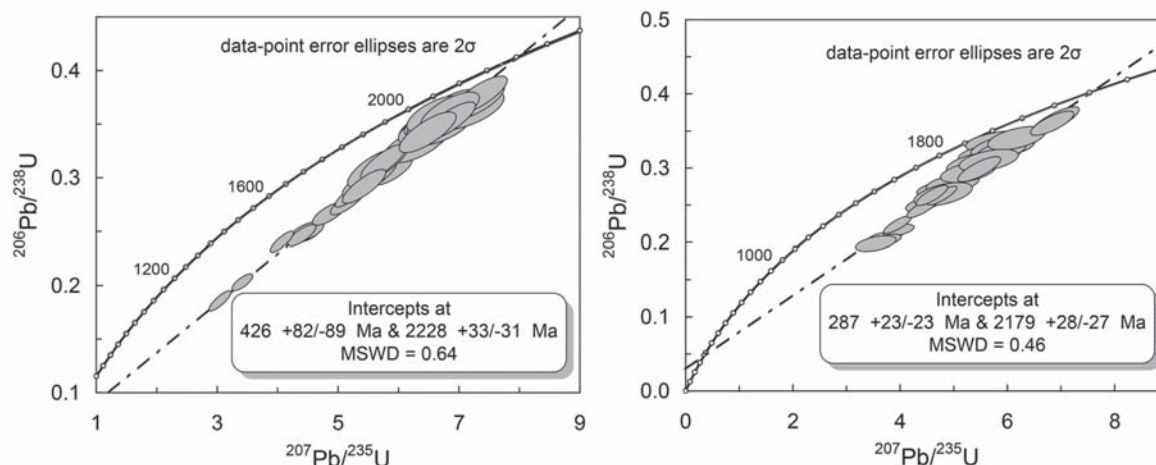 data-point error ellipses are 2σ
0.4
0.3
0.2
0.1
²⁰⁶Pb/²³⁸U
2000
1600
1200
Intercepts at
426 +82/-89 Ma & 2228 +33/-31 Ma
MSWD = 0.64
1 3 5 7 9
²⁰⁷Pb/²³⁵U
data-point error ellipses are 2σ
0.5
0.4
0.3
0.2
0.1
0.0
²⁰⁶Pb/²³⁸U
1800
1000
Intercepts at
287 +23/-23 Ma & 2179 +28/-27 Ma
MSWD = 0.46
0 2 4 6 8
²⁰⁷Pb/²³⁵U